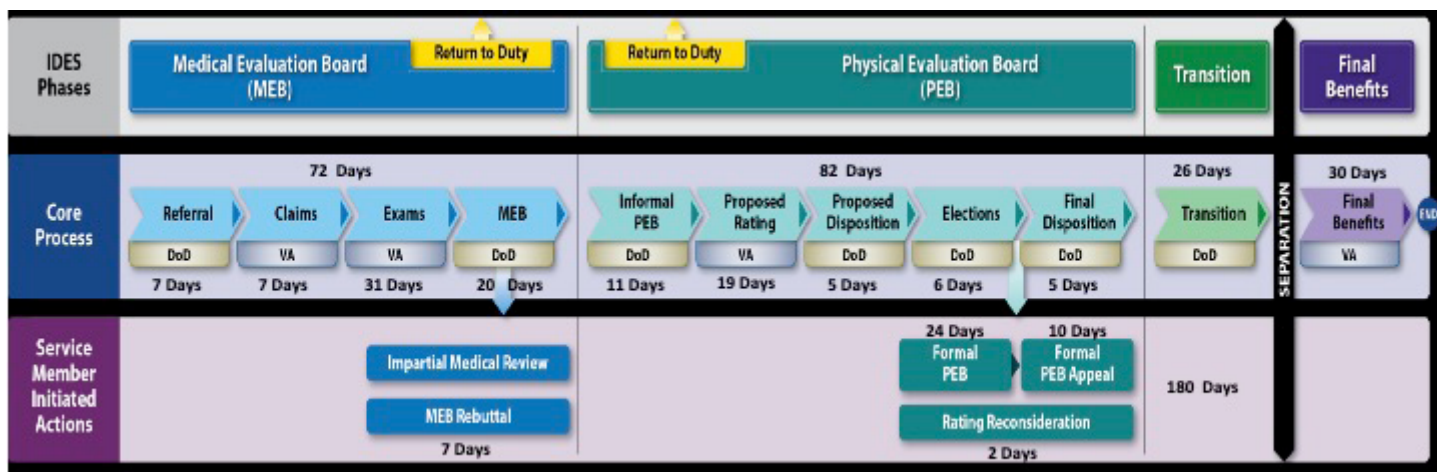 IDES
Phases
Medical Evaluation Board
(MEB)
Return to Duty
Return to Duty
Physical Evaluation Board
(PEB)
Transition
Final
Benefits
Core
Process
72 Days
82 Days
26 Days
30 Days
Referral
Claims
Exams
MEB
Informal
PEB
Proposed
Rating
Proposed
Disposition
Elections
Final
Disposition
Transition
Final
Benefits
END
DoD
VA
VA
DoD
DoD
VA
DoD
DoD
DoD
DoD
VA
7 Days
7 Days
31 Days
20 Days
11 Days
19 Days
5 Days
6 Days
5 Days
SEPARATION
Service
Member
Initiated
Actions
Impartial Medical Review
MEB Rebuttal
7 Days
24 Days
Formal
PEB
10 Days
Formal
PEB Appeal
Rating Reconsideration
2 Days
180 Days